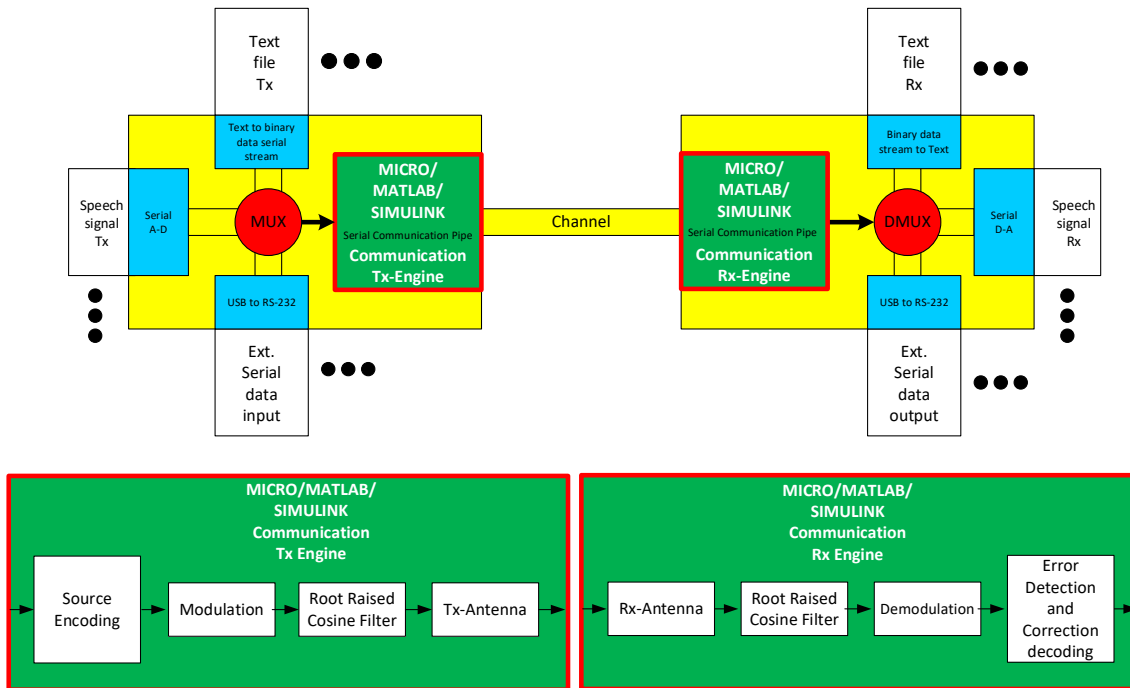 Text
file
Tx
Text
file
Rx
Text to binary
data serial
stream
Binary data
stream to Text
MICRO/
MATLAB/
SIMULINK
Serial Communication Pipe
Communication
Tx-Engine
MICRO/
MATLAB/
SIMULINK
Serial Communication Pipe
Communication
Rx-Engine
Speech
signal
Tx
Serial
A-D
MUX
Channel
DMUX
Serial
D-A
Speech
signal
Rx
USB to RS-232
USB to RS-232
Ext.
Serial
data
input
Ext.
Serial
data
output
MICRO/MATLAB/
SIMULINK
Communication
Tx Engine
Source
Encoding
Modulation
Root Raised
Cosine Filter
Tx-Antenna
MICRO/MATLAB/
SIMULINK
Communication
Rx Engine
Rx-Antenna
Root Raised
Cosine Filter
Demodulation
Error
Detection
and
Correction
decoding